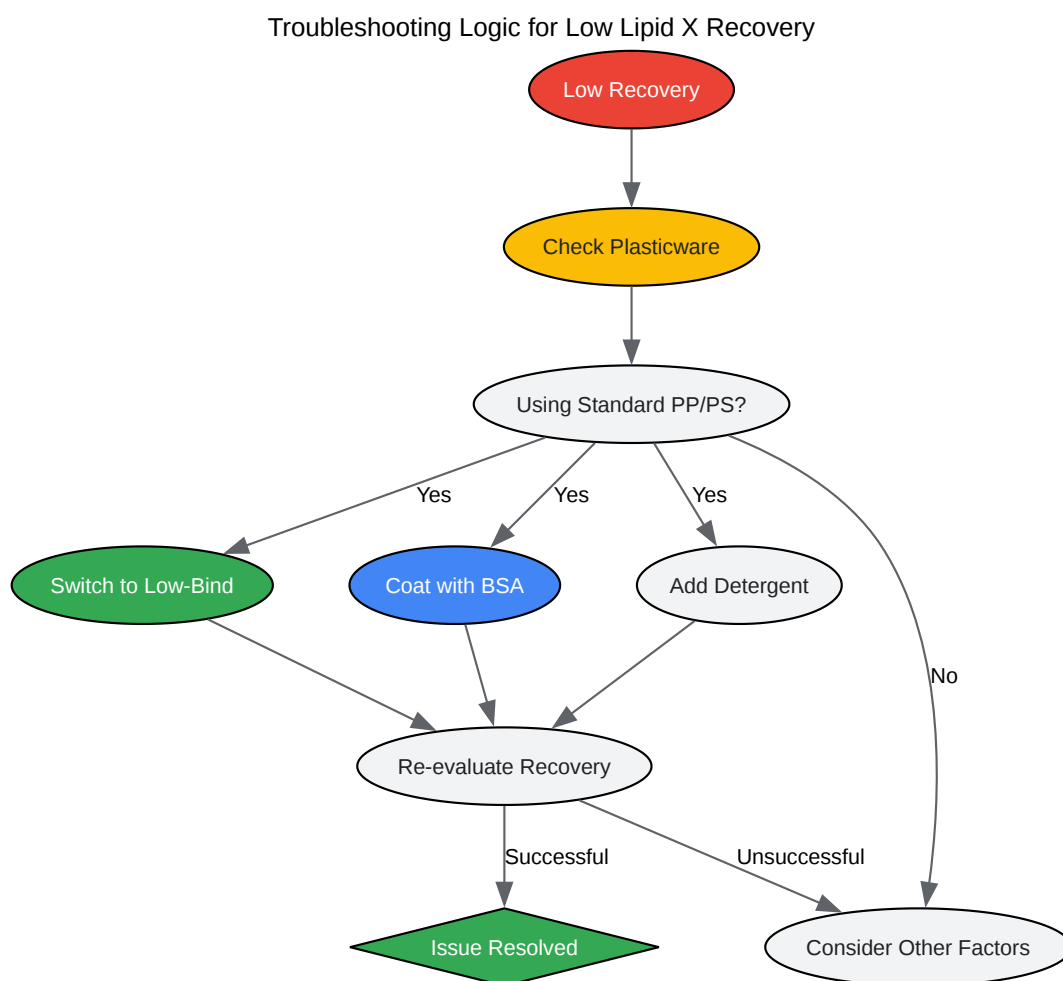 Troubleshooting Logic for Low Lipid X Recovery
Low Recovery
Check Plasticware
Using Standard PP/PS?
Yes
Yes
Yes
Switch to Low-Bind
Coat with BSA
Add Detergent
No
Re-evaluate Recovery
Successful
Unsuccessful
Issue Resolved
Consider Other Factors